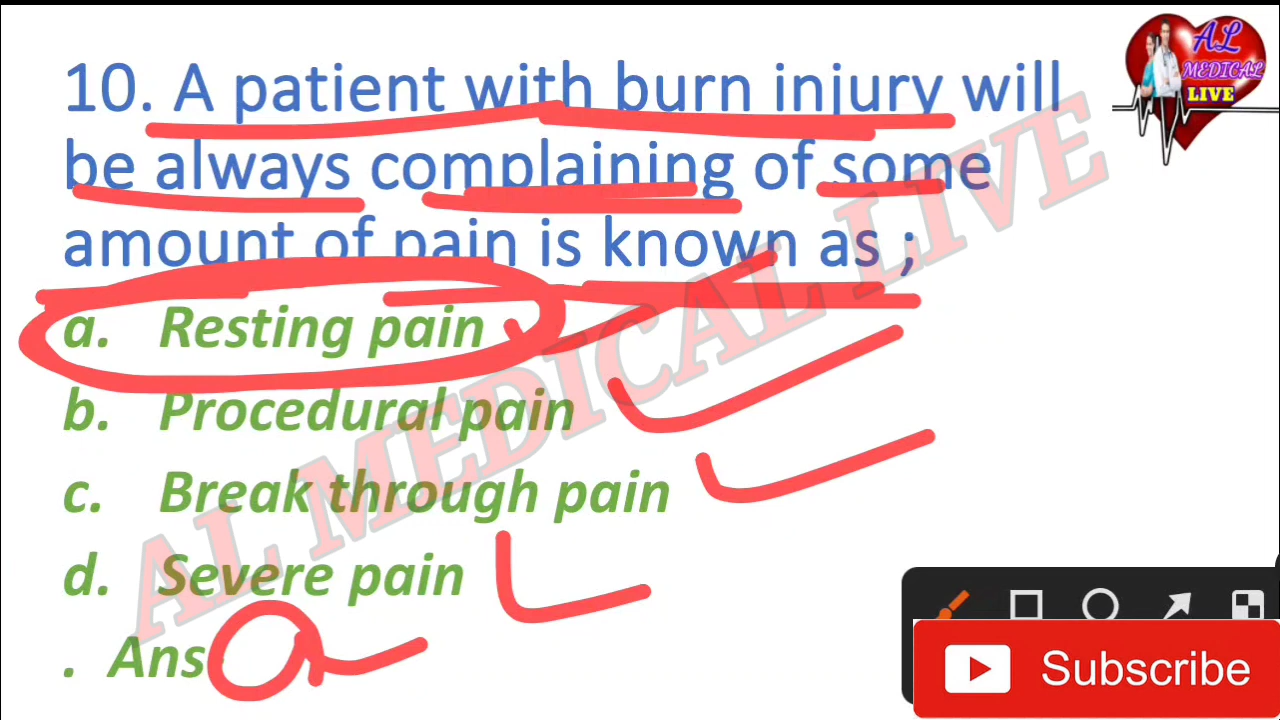 10. A patient with burn injury will
be always complaining of some
amount of pain is known as ;
a. Resting pain
b. Procedural pain
c. Break through pain
d. Severe pain
. Ans a
AL MEDICAL LIVE
AL
MEDICAL
LIVE
Subscribe